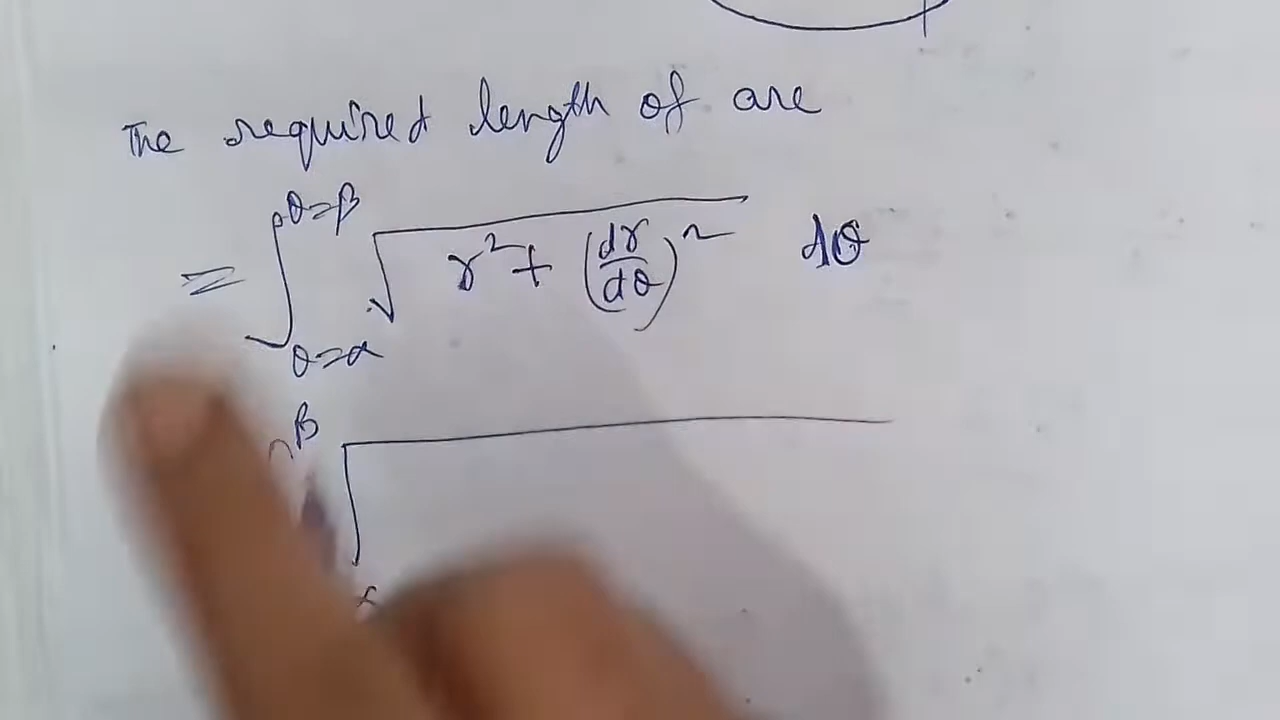 The required length of arc
= ∫_{θ=α}^{θ=β} √(r² + (dr/dθ)²) dθ
∫_{α}^{β} √